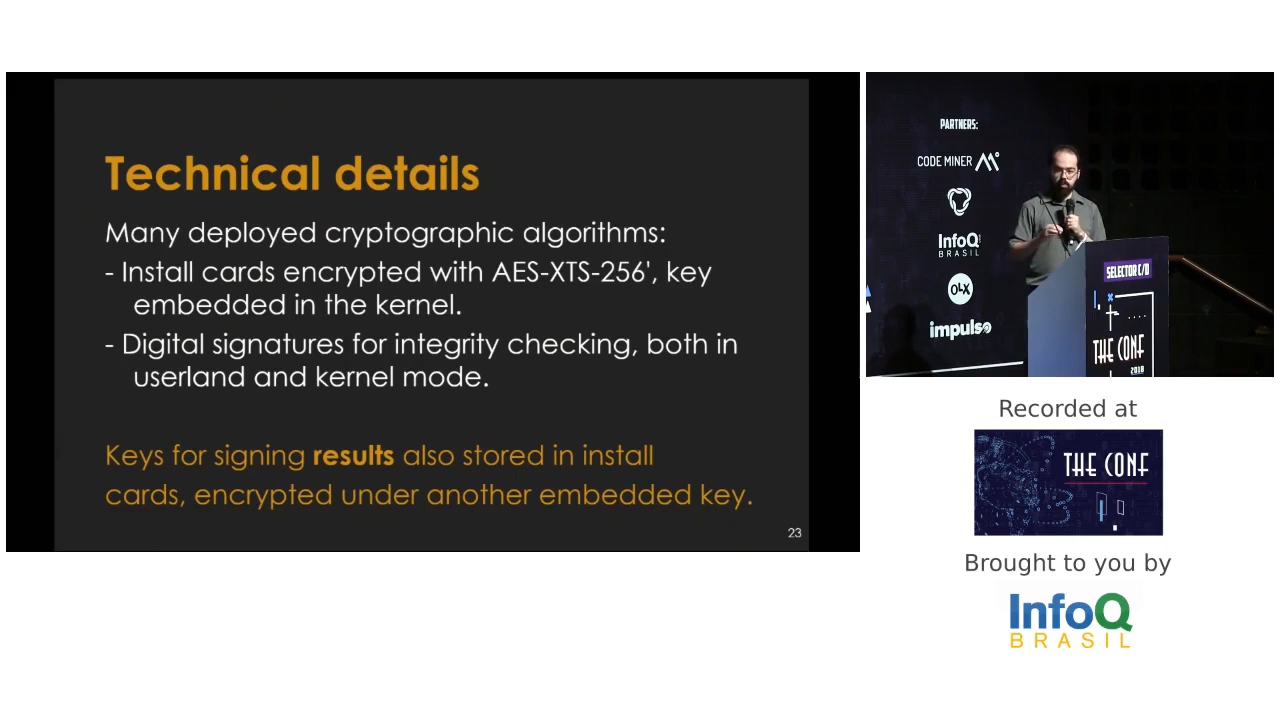 Technical details
Many deployed cryptographic algorithms:
- Install cards encrypted with AES-XTS-256', key
embedded in the kernel.
- Digital signatures for integrity checking, both in
userland and kernel mode.
Keys for signing results also stored in install
cards, encrypted under another embedded key.
23
PARTNERS:
CODE MINER
InfoQ
BRASIL
OLX
impulso
SELECTOR C/D
THE CONF
2018
Recorded at
THE CONF
Brought to you by
InfoQ
BRASIL